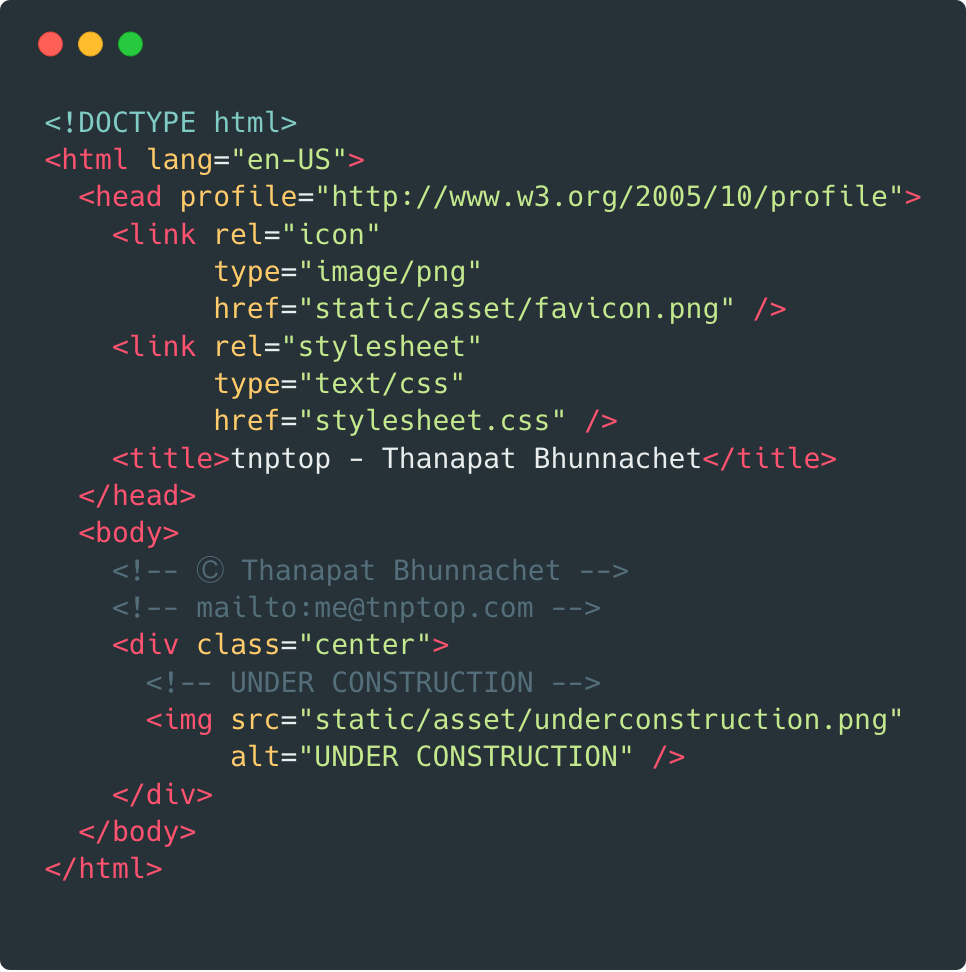 <!DOCTYPE html>
<html lang="en-US">
  <head profile="http://www.w3.org/2005/10/profile">
    <link rel="icon"
          type="image/png"
          href="static/asset/favicon.png" />
    <link rel="stylesheet"
          type="text/css"
          href="stylesheet.css" />
    <title>tnptop - Thanapat Bhunnachet</title>
  </head>
  <body>
    <!-- Ⓒ Thanapat Bhunnachet -->
    <!-- mailto:me@tnptop.com -->
    <div class="center">
      <!-- UNDER CONSTRUCTION -->
      <img src="static/asset/underconstruction.png"
           alt="UNDER CONSTRUCTION" />
    </div>
  </body>
</html>